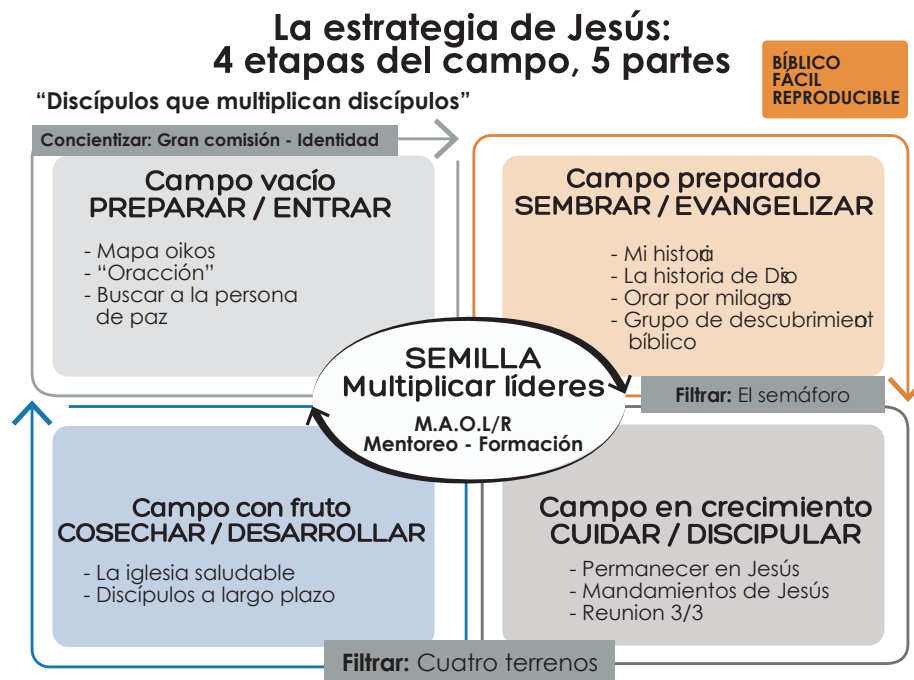 La estrategia de Jesús:
4 etapas del campo, 5 partes
BÍBLICO
FÁCIL
REPRODUCIBLE
“Discípulos que multiplican discípulos”
Concientizar: Gran comisión - Identidad
Campo vacío
PREPARAR / ENTRAR
- Mapa oikos
- “Oracción”
- Buscar a la persona
de paz
Campo preparado
SEMBRAR / EVANGELIZAR
- Mi historia
- La historia de Dios
- Orar por milagros
- Grupo de descubrimiento
bíblico
SEMILLA
Multiplicar líderes
M.A.O.L/R
Mentoreo - Formación
Filtrar: El semáforo
Campo con fruto
COSECHAR / DESARROLLAR
- La iglesia saludable
- Discípulos a largo plazo
Campo en crecimiento
CUIDAR / DISCIPULAR
- Permanecer en Jesús
- Mandamientos de Jesús
- Reunion 3/3
Filtrar: Cuatro terrenos